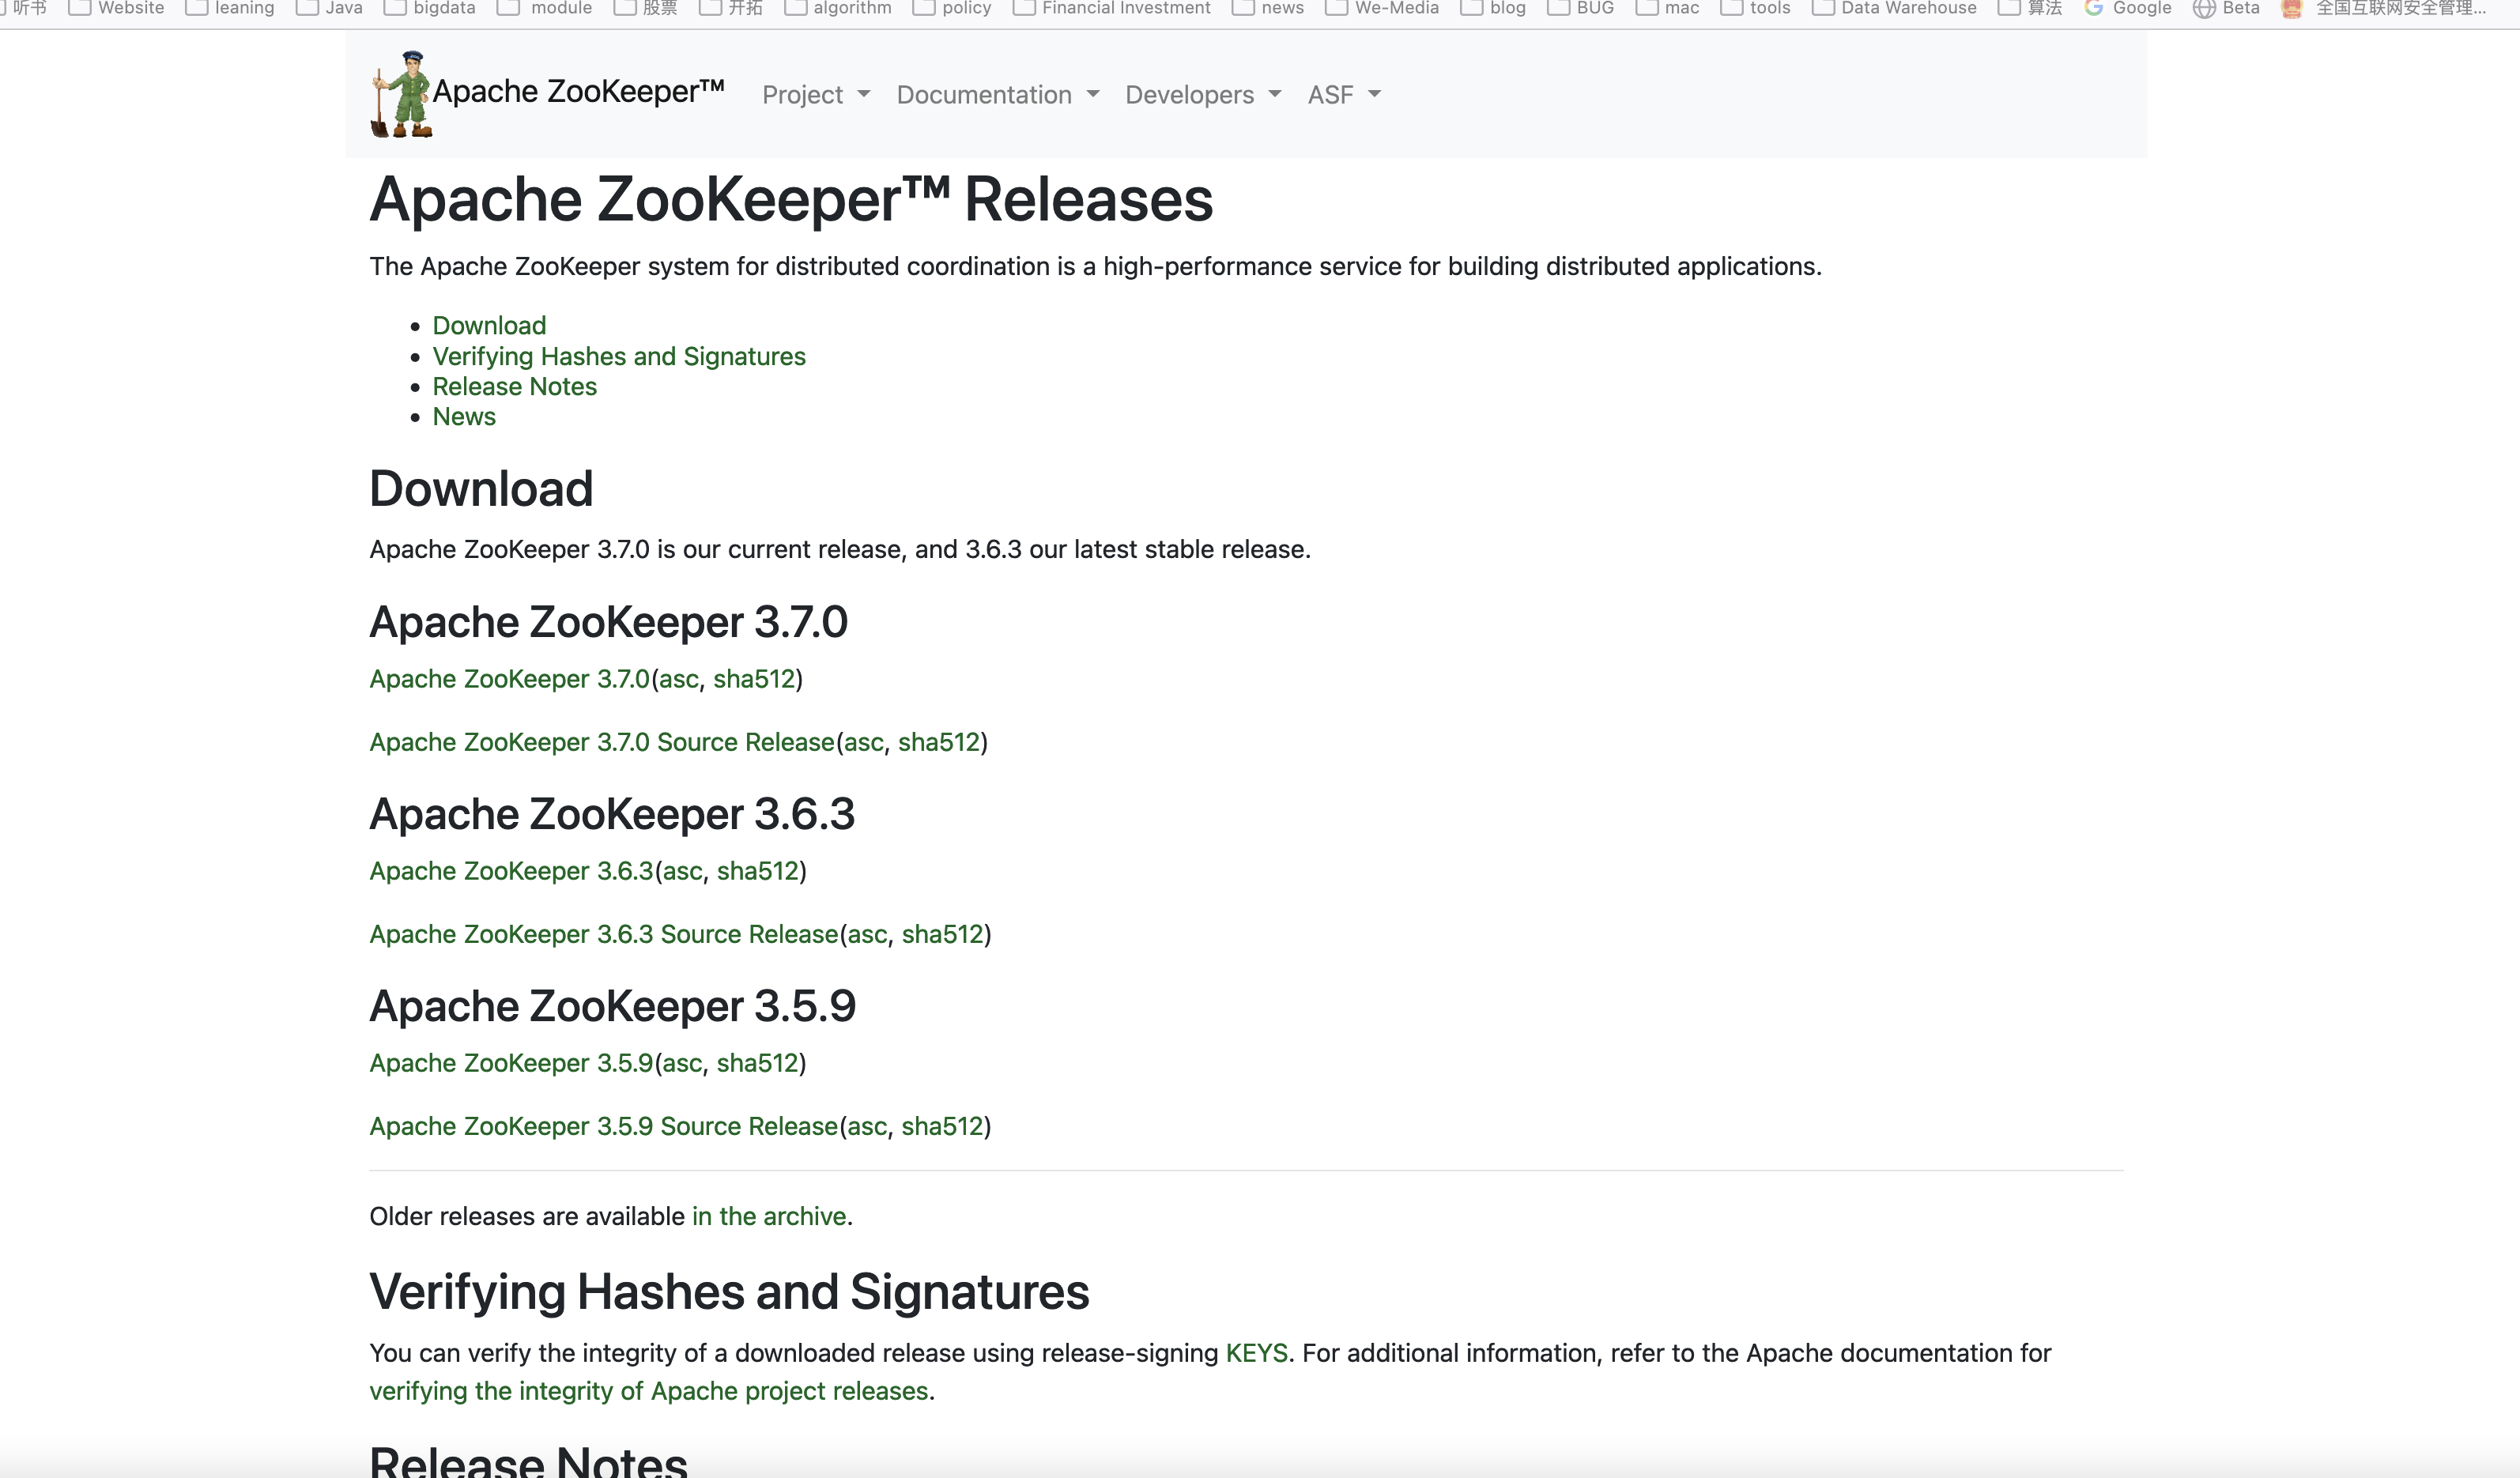 听书 Website leaning Java bigdata module 股票 开拓 algorithm policy Financial Investment news We-Media blog BUG mac tools Data Warehouse 算法 Google Beta 全国互联网安全管理...
Apache ZooKeeper™ Project Documentation Developers ASF
Apache ZooKeeper™ Releases
The Apache ZooKeeper system for distributed coordination is a high-performance service for building distributed applications.
Download
Verifying Hashes and Signatures
Release Notes
News
Download
Apache ZooKeeper 3.7.0 is our current release, and 3.6.3 our latest stable release.
Apache ZooKeeper 3.7.0
Apache ZooKeeper 3.7.0(asc, sha512)
Apache ZooKeeper 3.7.0 Source Release(asc, sha512)
Apache ZooKeeper 3.6.3
Apache ZooKeeper 3.6.3(asc, sha512)
Apache ZooKeeper 3.6.3 Source Release(asc, sha512)
Apache ZooKeeper 3.5.9
Apache ZooKeeper 3.5.9(asc, sha512)
Apache ZooKeeper 3.5.9 Source Release(asc, sha512)
Older releases are available in the archive.
Verifying Hashes and Signatures
You can verify the integrity of a downloaded release using release-signing KEYS. For additional information, refer to the Apache documentation for
verifying the integrity of Apache project releases.
Release Notes